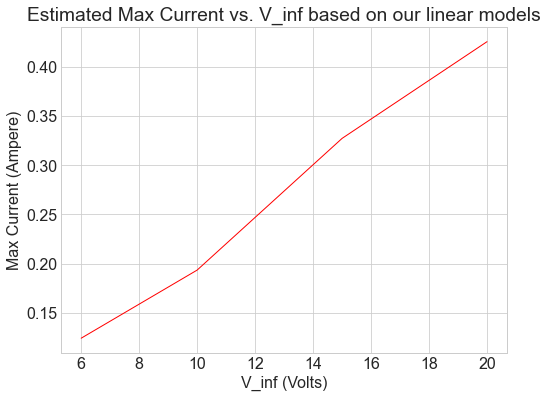 Estimated Max Current vs. V_inf based on our linear models
Max Current (Ampere)
0.40
0.35
0.30
0.25
0.20
0.15
6 8 10 12 14 16 18 20
V_inf (Volts)